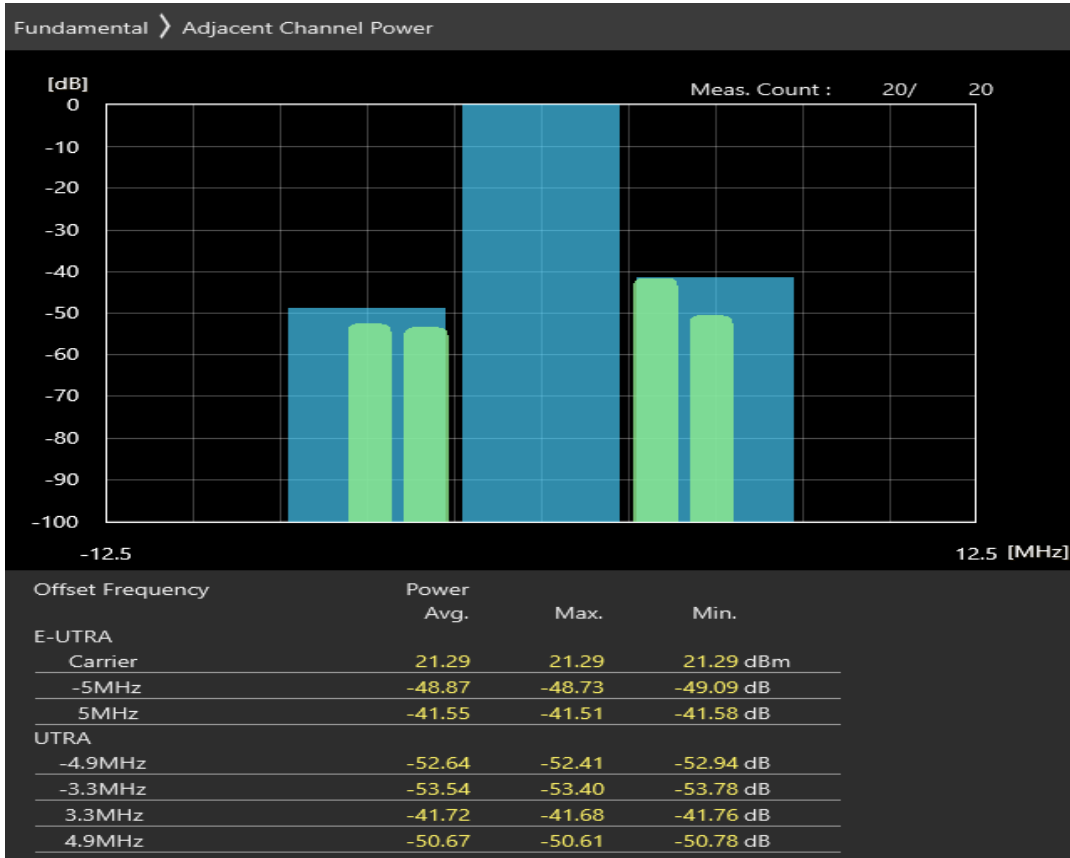 Fundamental 〉 Adjacent Channel Power
[dB]
Meas. Count : 20/ 20
0
-10
-20
-30
-40
-50
-60
-70
-80
-90
-100
-12.5 12.5 [MHz]
Offset Frequency Power
Avg. Max. Min.
E-UTRA
Carrier 21.29 21.29 21.29 dBm
-5MHz -48.87 -48.73 -49.09 dB
5MHz -41.55 -41.51 -41.58 dB
UTRA
-4.9MHz -52.64 -52.41 -52.94 dB
-3.3MHz -53.54 -53.40 -53.78 dB
3.3MHz -41.72 -41.68 -41.76 dB
4.9MHz -50.67 -50.61 -50.78 dB